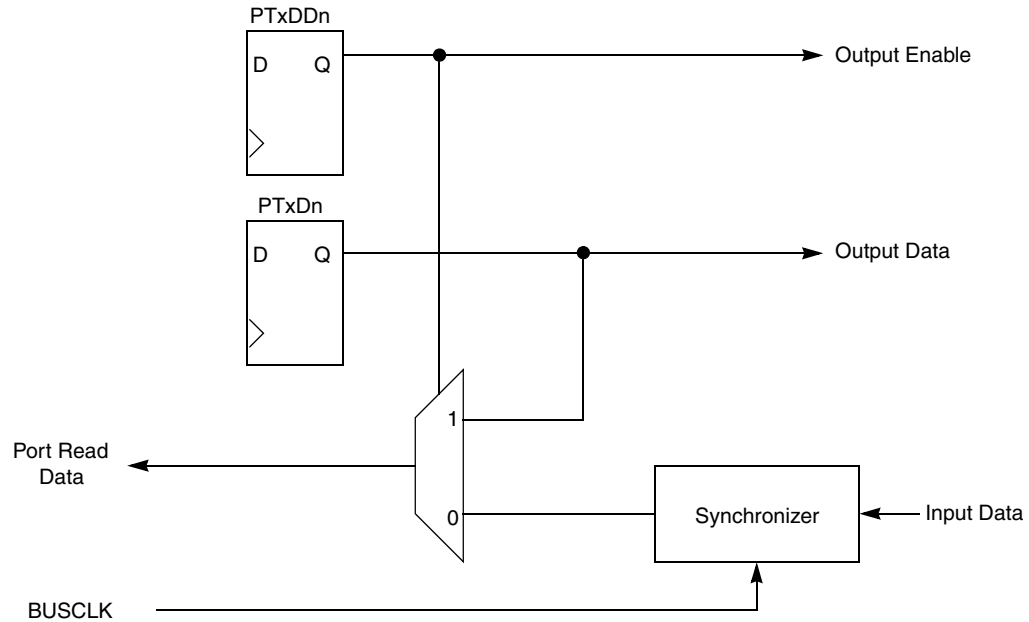 PTxDDn
D Q
Output Enable
PTxDn
D Q
Output Data
1
Port Read
Data
0
Synchronizer
Input Data
BUSCLK